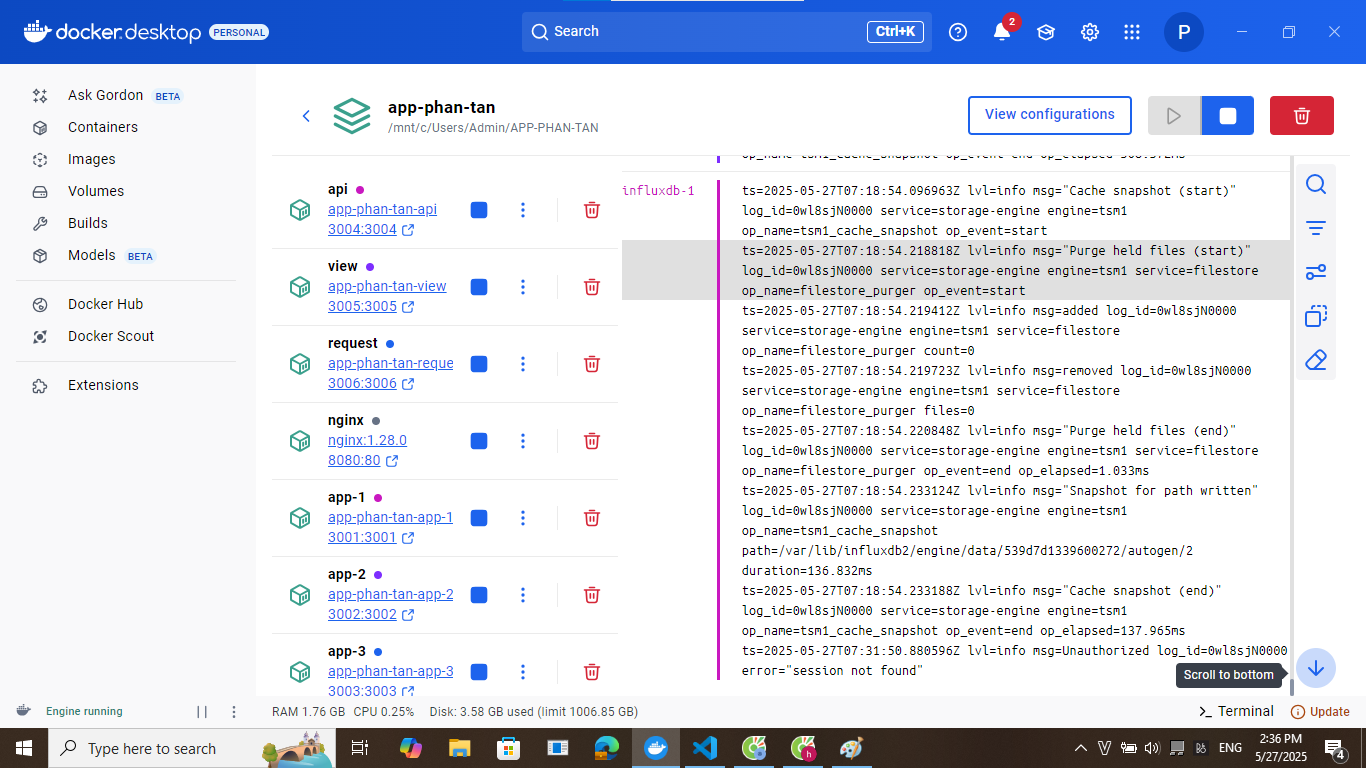 docker.desktop PERSONAL
Search
Ctrl+K
2
P
Ask Gordon BETA
Containers
Images
Volumes
Builds
Models BETA
Docker Hub
Docker Scout
Extensions
app-phan-tan
/mnt/c/Users/Admin/APP-PHAN-TAN
View configurations
api
app-phan-tan-api
3004:3004
view
app-phan-tan-view
3005:3005
request
app-phan-tan-reque
3006:3006
nginx
nginx:1.28.0
8080:80
app-1
app-phan-tan-app-1
3001:3001
app-2
app-phan-tan-app-2
3002:3002
app-3
app-phan-tan-app-3
3003:3003
influxdb-1
ts=2025-05-27T07:18:54.096963Z lvl=info msg="Cache snapshot (start)"
log_id=0wl8sjN0000 service=storage-engine engine=tsm1
op_name=tsm1_cache_snapshot op_event=start
ts=2025-05-27T07:18:54.218818Z lvl=info msg="Purge held files (start)"
log_id=0wl8sjN0000 service=storage-engine engine=tsm1 service=filestore
op_name=filestore_purger op_event=start
ts=2025-05-27T07:18:54.219412Z lvl=info msg=added log_id=0wl8sjN0000
service=storage-engine engine=tsm1 service=filestore
op_name=filestore_purger count=0
ts=2025-05-27T07:18:54.219723Z lvl=info msg=removed log_id=0wl8sjN0000
service=storage-engine engine=tsm1 service=filestore
op_name=filestore_purger files=0
ts=2025-05-27T07:18:54.220848Z lvl=info msg="Purge held files (end)"
log_id=0wl8sjN0000 service=storage-engine engine=tsm1 service=filestore
op_name=filestore_purger op_event=end op_elapsed=1.033ms
ts=2025-05-27T07:18:54.233124Z lvl=info msg="Snapshot for path written"
log_id=0wl8sjN0000 service=storage-engine engine=tsm1
op_name=tsm1_cache_snapshot
path=/var/lib/influxdb2/engine/data/539d7d1339600272/autogen/2
duration=136.832ms
ts=2025-05-27T07:18:54.233188Z lvl=info msg="Cache snapshot (end)"
log_id=0wl8sjN0000 service=storage-engine engine=tsm1
op_name=tsm1_cache_snapshot op_event=end op_elapsed=137.965ms
ts=2025-05-27T07:31:50.880596Z lvl=info msg=Unauthorized log_id=0wl8sjN0000
error="session not found"
Scroll to bottom
Engine running
RAM 1.76 GB CPU 0.25% Disk: 3.58 GB used (limit 1006.85 GB)
Terminal
Update
Type here to search
ENG
2:36 PM
5/27/2025
4